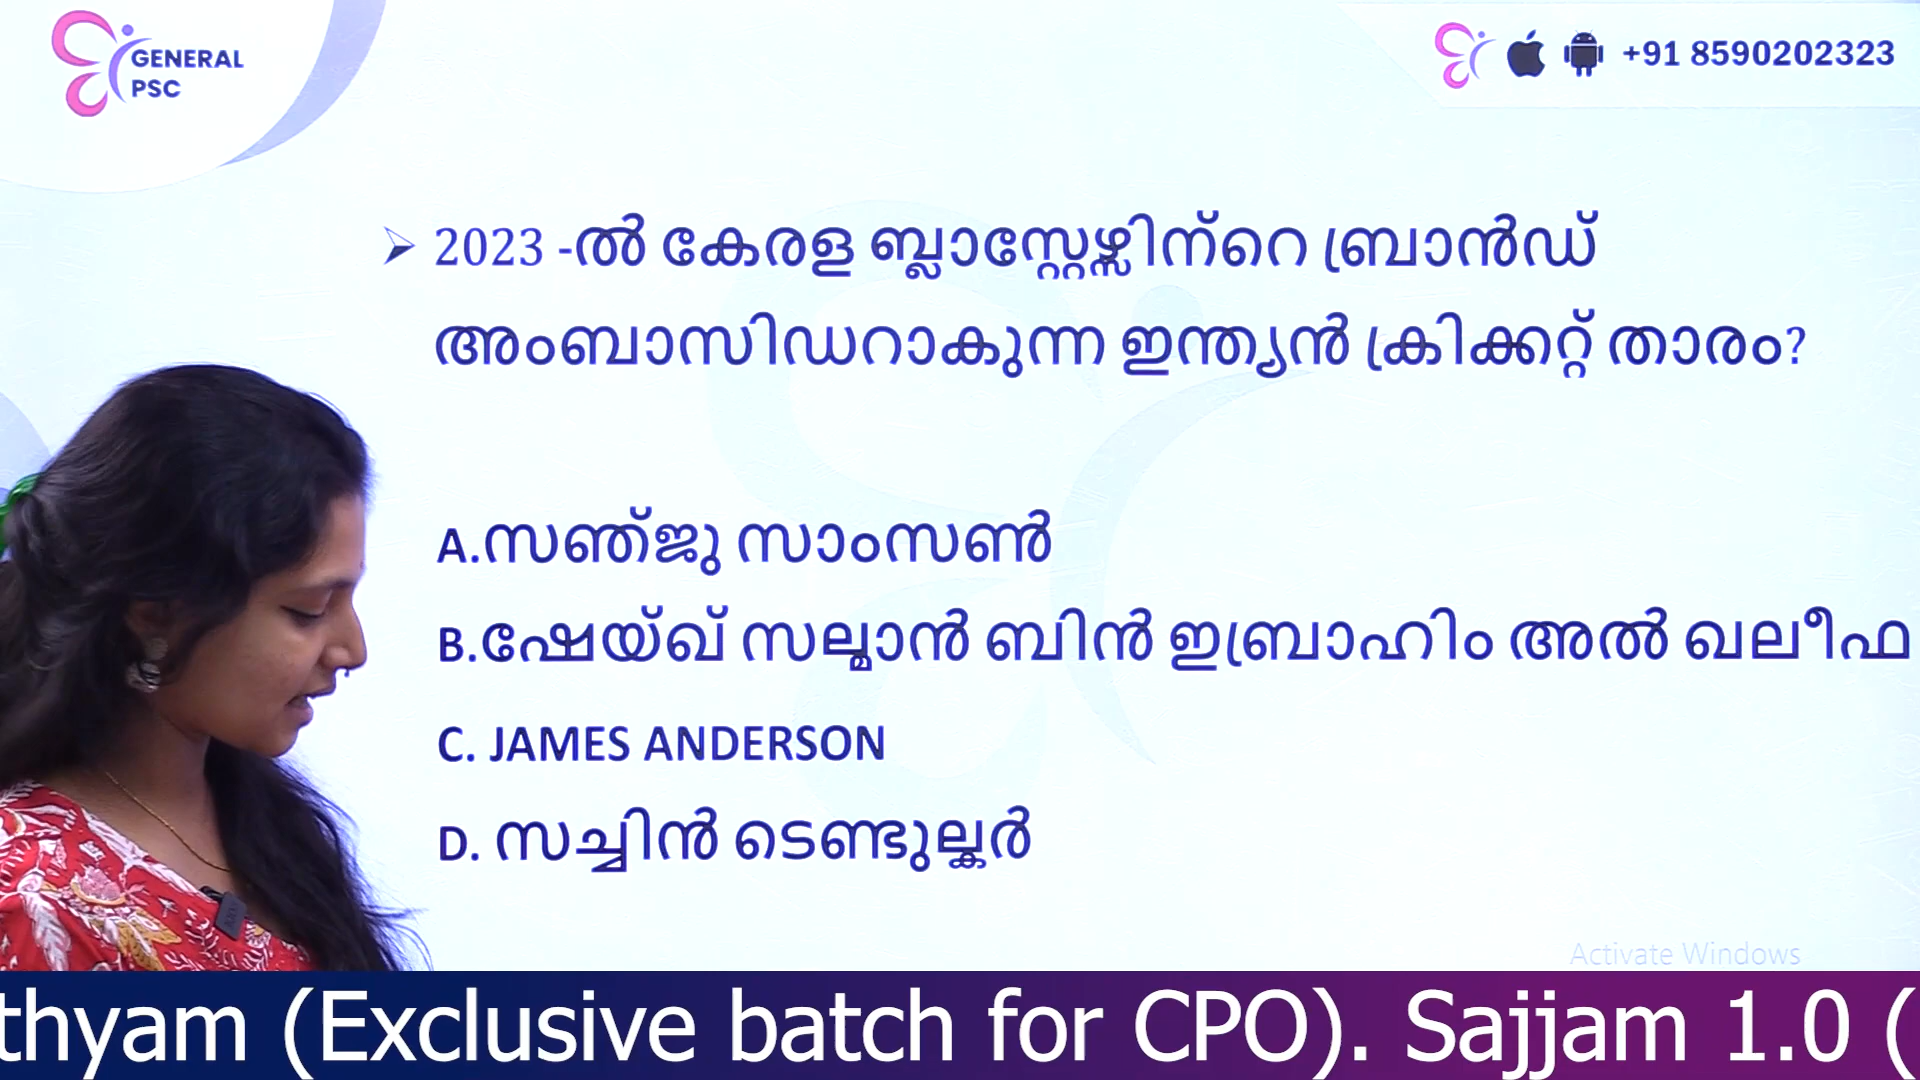 GENERAL
PSC
+91 8590202323
➢ 2023 -ൽ കേരള ബ്ലാസ്റ്റേഴ്സിന്റെ ബ്രാൻഡ്
അംബാസിഡറാകുന്ന ഇന്ത്യൻ ക്രിക്കറ്റ് താരം?
A.സഞ്ജു സാംസൺ
B.ഷേയ്ഖ് സല്മാൻ ബിൻ ഇബ്രാഹിം അൽ ഖലീഫ
C. JAMES ANDERSON
D. സച്ചിൻ ടെണ്ടുല്കർ
Activate Windows
thyam (Exclusive batch for CPO). Sajjam 1.0 (